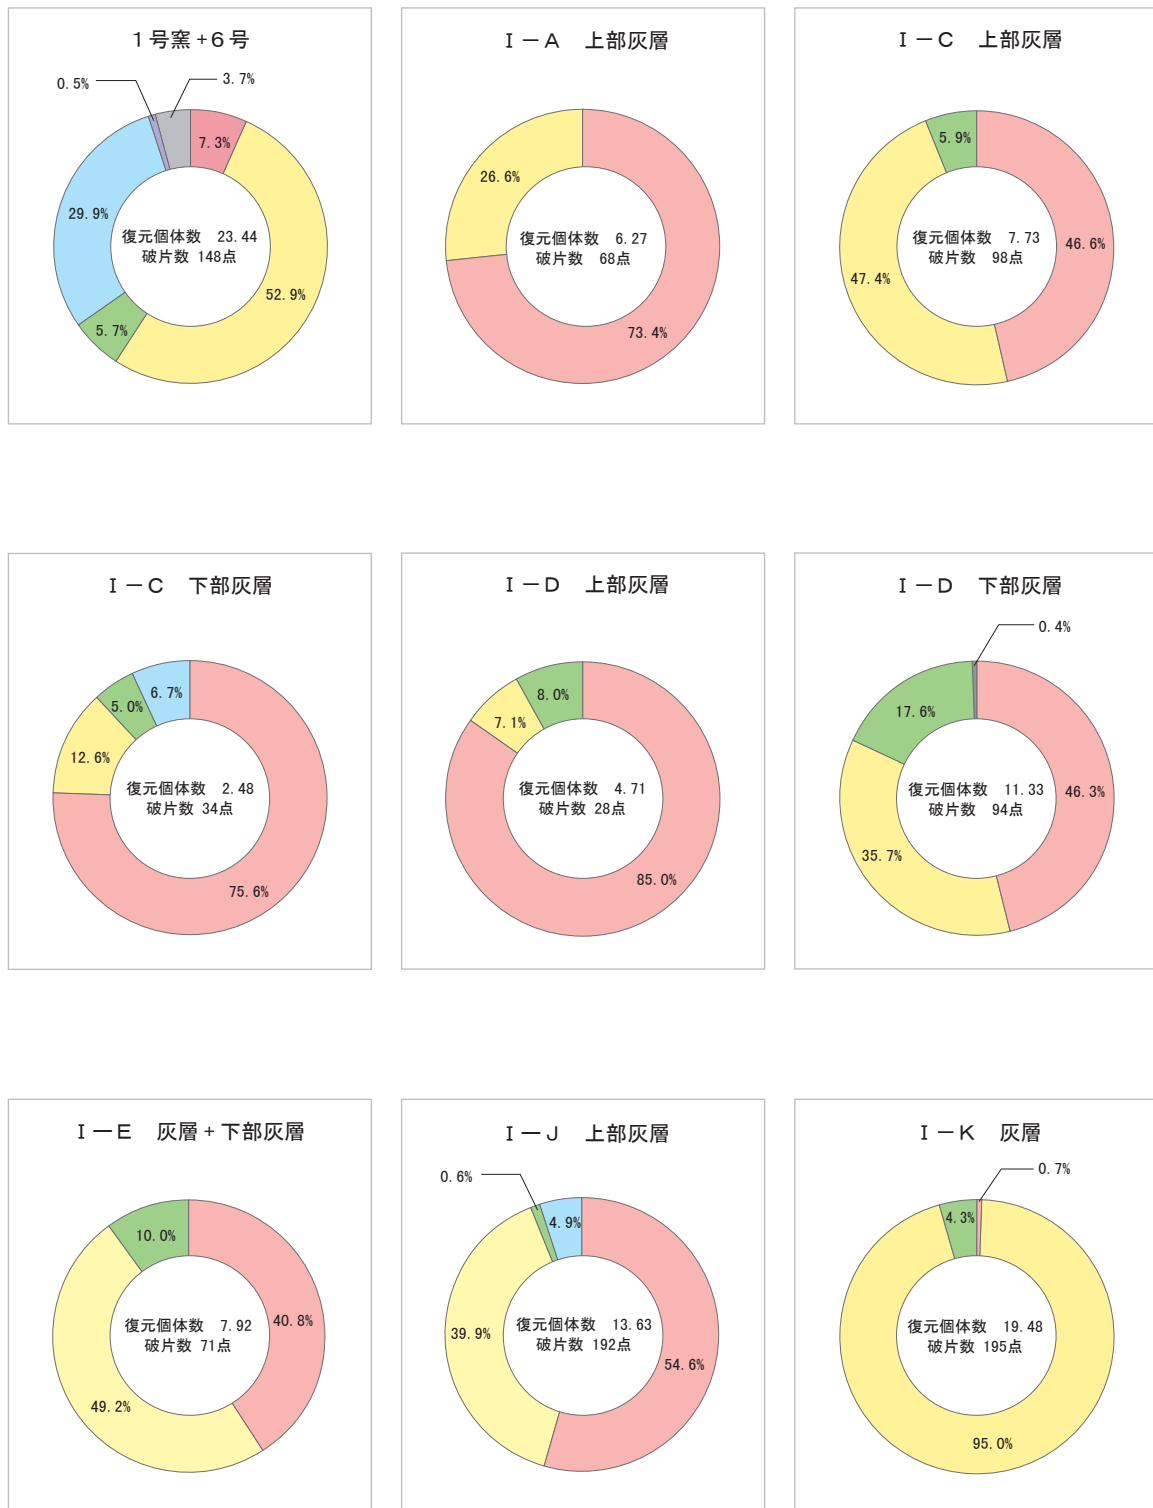 1号窯+6号
0.5%
3.7%
7.3%
29.9%
復元個体数 23.44
破片数 148点
52.9%
5.7%
Ⅰ－A 上部灰層
26.6%
復元個体数 6.27
破片数 68点
73.4%
Ⅰ－C 上部灰層
5.9%
復元個体数 7.73
破片数 98点
46.6%
47.4%
Ⅰ－C 下部灰層
6.7%
5.0%
12.6%
復元個体数 2.48
破片数 34点
75.6%
Ⅰ－D 上部灰層
8.0%
7.1%
復元個体数 4.71
破片数 28点
85.0%
Ⅰ－D 下部灰層
0.4%
17.6%
復元個体数 11.33
破片数 94点
46.3%
35.7%
Ⅰ－E 灰層+下部灰層
10.0%
復元個体数 7.92
破片数 71点
40.8%
49.2%
Ⅰ－J 上部灰層
0.6%
4.9%
39.9%
復元個体数 13.63
破片数 192点
54.6%
Ⅰ－K 灰層
0.7%
4.3%
復元個体数 19.48
破片数 195点
95.0%